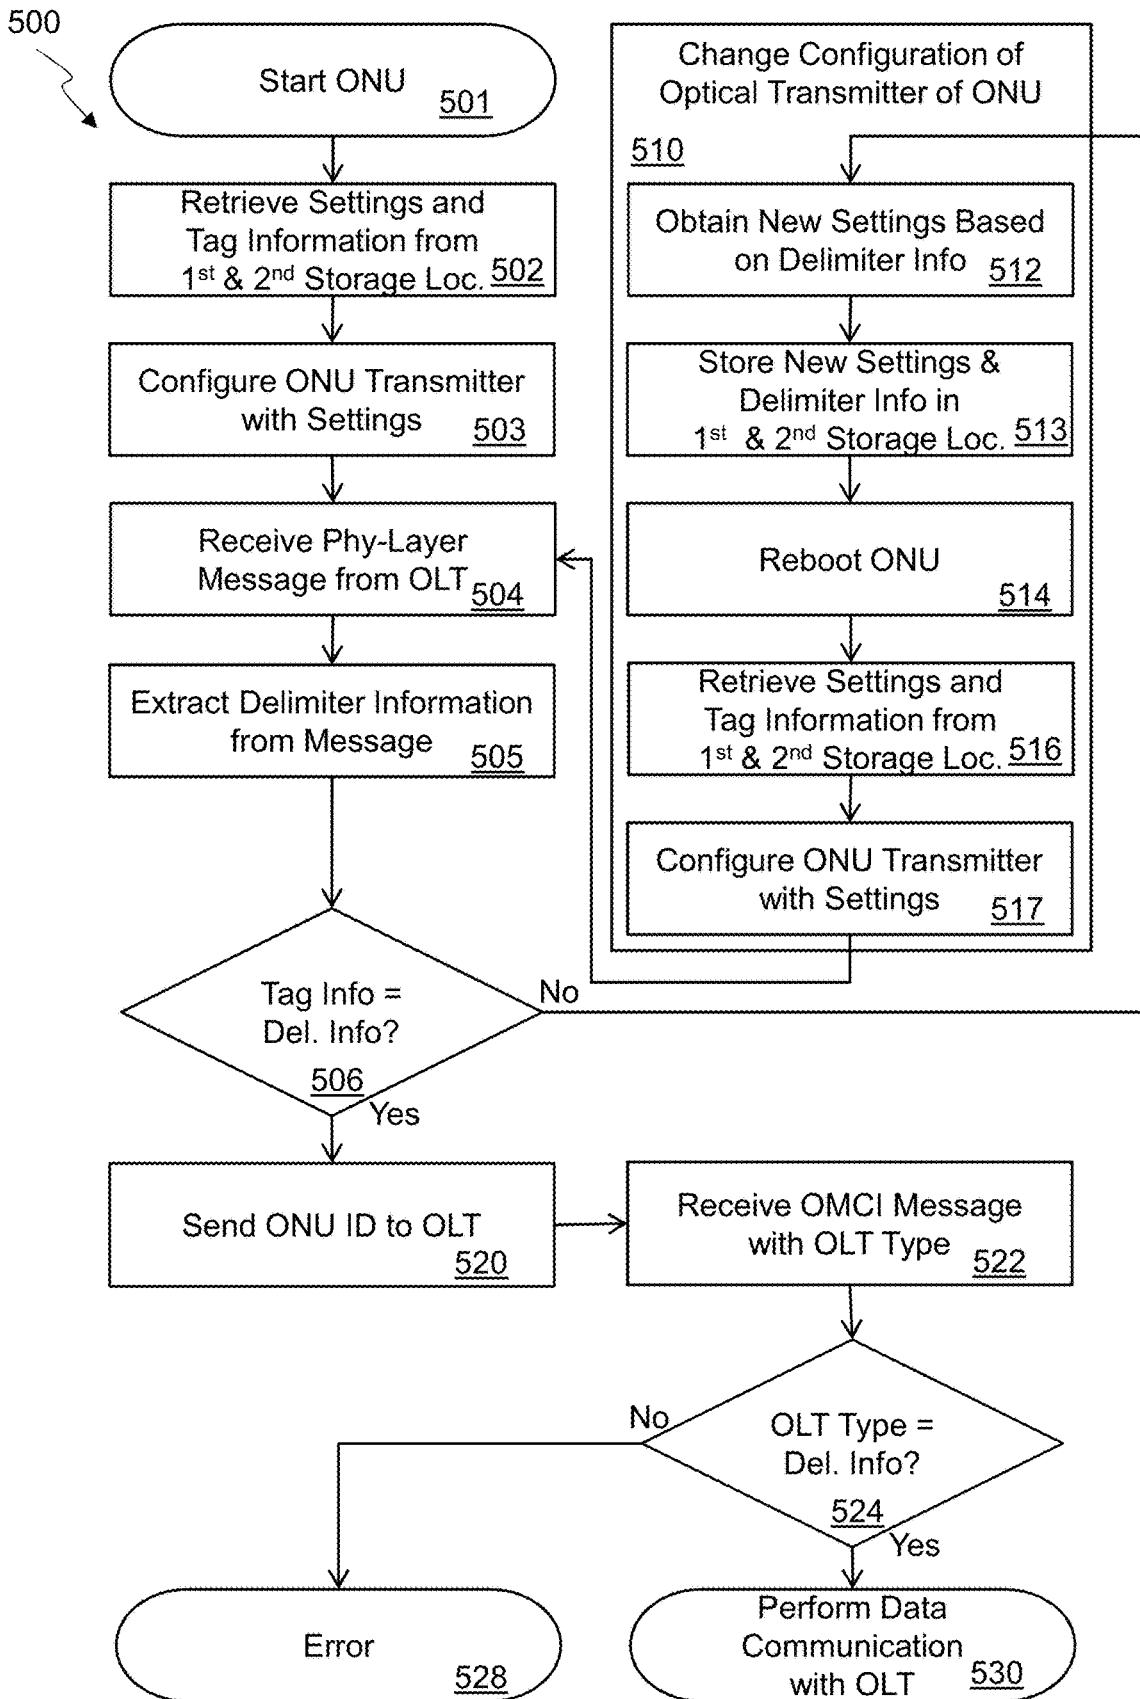 500
Start ONU
501
Retrieve Settings and
Tag Information from
1st & 2nd Storage Loc. 502
Configure ONU Transmitter
with Settings 503
Receive Phy-Layer
Message from OLT 504
Extract Delimiter Information
from Message 505
Tag Info =
Del. Info?
506
No
Yes
Change Configuration of
Optical Transmitter of ONU
510
Obtain New Settings Based
on Delimiter Info 512
Store New Settings &
Delimiter Info in
1st & 2nd Storage Loc. 513
Reboot ONU
514
Retrieve Settings and
Tag Information from
1st & 2nd Storage Loc. 516
Configure ONU Transmitter
with Settings 517
Send ONU ID to OLT
520
Receive OMCI Message
with OLT Type 522
OLT Type =
Del. Info?
524
No
Yes
Error
528
Perform Data
Communication
with OLT 530